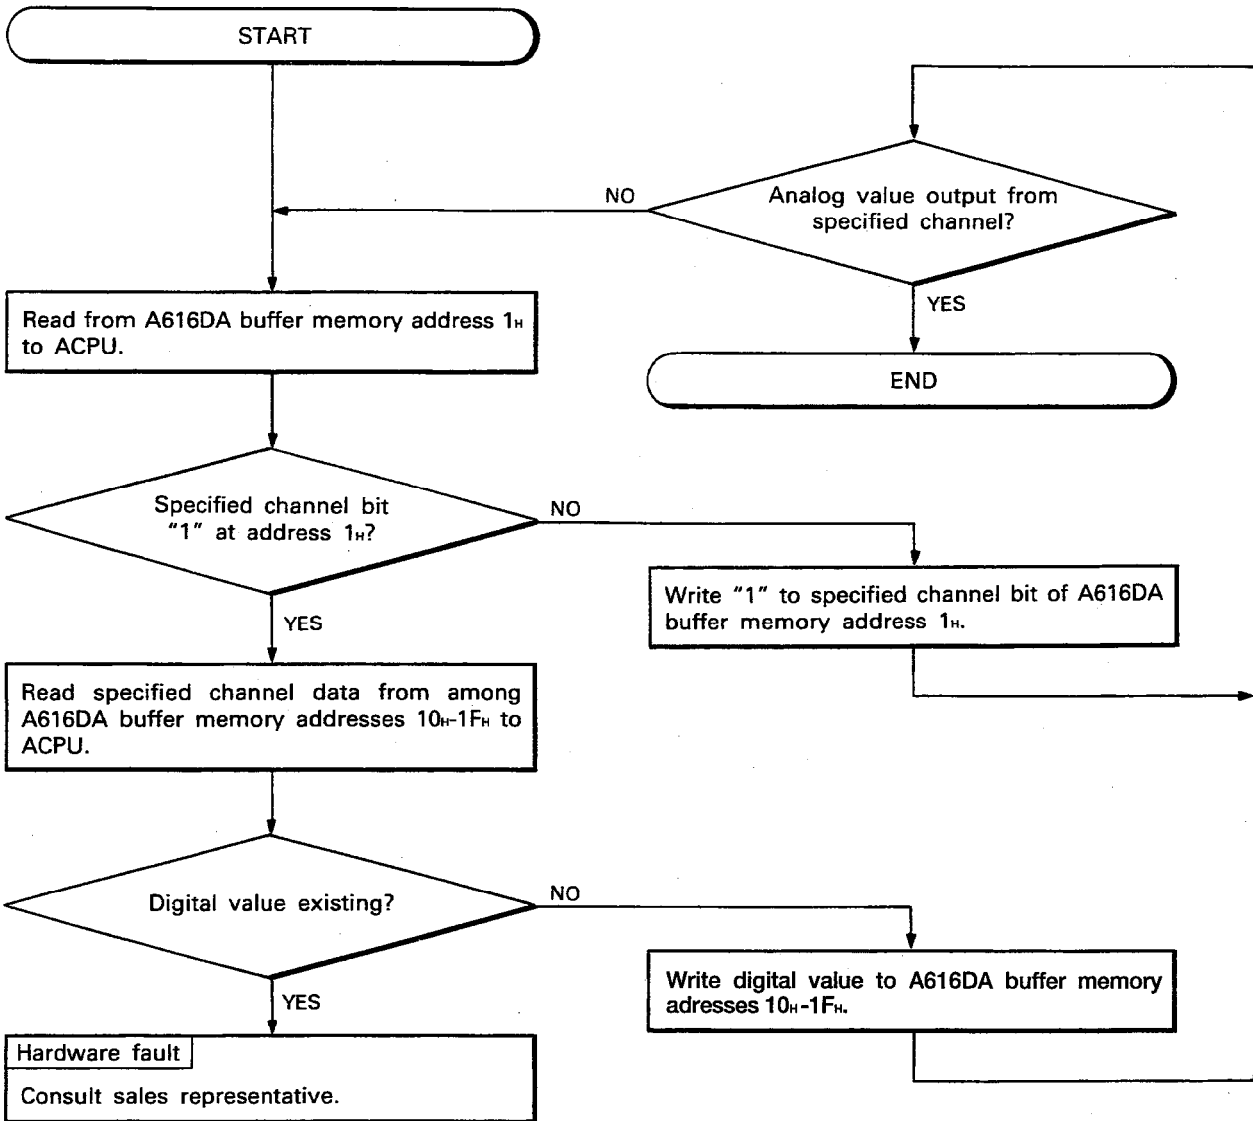 START
NO
Analog value output from
specified channel?
YES
END
Read from A616DA buffer memory address 1H
to ACPU.
Specified channel bit
"1" at address 1H?
NO
YES
Write "1" to specified channel bit of A616DA
buffer memory address 1H.
Read specified channel data from among
A616DA buffer memory addresses 10H-1FH to
ACPU.
Digital value existing?
NO
YES
Write digital value to A616DA buffer memory
adresses 10H-1FH.
Hardware fault
Consult sales representative.